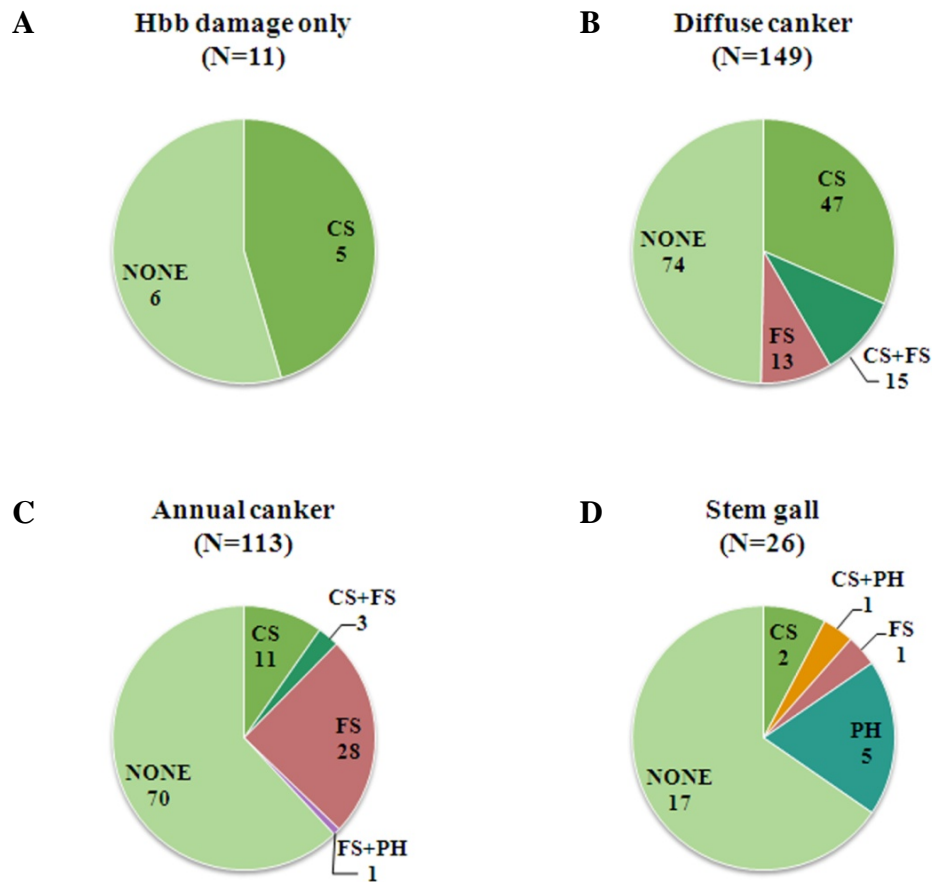 A
Hbb damage only
(N=11)
CS
5
NONE
6
B
Diffuse canker
(N=149)
CS
47
NONE
74
FS
13
CS+FS
15
C
Annual canker
(N=113)
CS+FS
3
CS
11
FS
28
NONE
70
FS+PH
1
D
Stem gall
(N=26)
CS+PH
1
FS
1
CS
2
PH
5
NONE
17